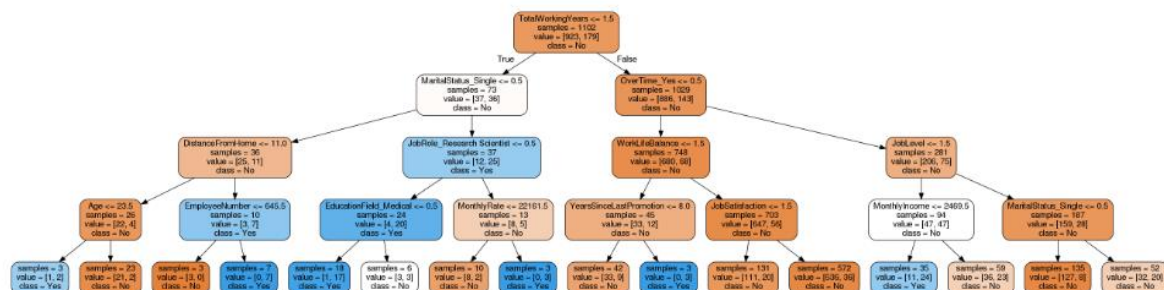 TotalWorkingYears <= 1.5
samples = 1102
value = [923, 179]
class = No
True
False
MaritalStatus_Single <= 0.5
samples = 73
value = [37, 36]
class = No
OverTime_Yes <= 0.5
samples = 1029
value = [886, 143]
class = No
DistanceFromHome <= 11.0
samples = 36
value = [25, 11]
class = No
JobRole_Research Scientist <= 0.5
samples = 37
value = [12, 25]
class = Yes
WorkLifeBalance <= 1.5
samples = 748
value = [680, 68]
class = No
JobLevel <= 1.5
samples = 281
value = [206, 75]
class = No
Age <= 23.5
samples = 26
value = [22, 4]
class = No
EmployeeNumber <= 645.5
samples = 10
value = [3, 7]
class = Yes
EducationField_Medical <= 0.5
samples = 24
value = [4, 20]
class = Yes
MonthlyRate <= 22161.5
samples = 13
value = [8, 5]
class = No
YearsSinceLastPromotion <= 8.0
samples = 45
value = [33, 12]
class = No
JobSatisfaction <= 1.5
samples = 703
value = [647, 56]
class = No
MonthlyIncome <= 2469.5
samples = 94
value = [47, 47]
class = No
MaritalStatus_Single <= 0.5
samples = 187
value = [159, 28]
class = No
samples = 3
value = [1, 2]
class = Yes
samples = 23
value = [21, 2]
class = No
samples = 3
value = [3, 0]
class = No
samples = 7
value = [0, 7]
class = Yes
samples = 18
value = [1, 17]
class = Yes
samples = 6
value = [3, 3]
class = No
samples = 10
value = [8, 2]
class = No
samples = 3
value = [0, 3]
class = Yes
samples = 42
value = [33, 9]
class = No
samples = 3
value = [0, 3]
class = Yes
samples = 131
value = [111, 20]
class = No
samples = 572
value = [536, 36]
class = No
samples = 35
value = [11, 24]
class = Yes
samples = 59
value = [36, 23]
class = No
samples = 135
value = [127, 8]
class = No
samples = 52
value = [32, 20]
class = No